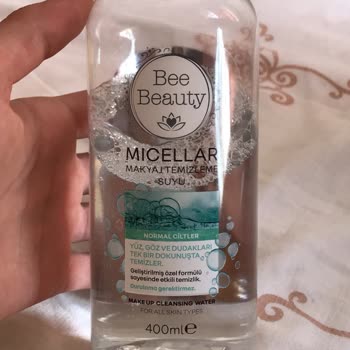 Bee
Beauty
MICELLAR
MAKYAJ TEMİZLEME
SUYU
NORMAL CİLTLER
YÜZ, GÖZ VE DUDAKLARI
TEK BİR DOKUNUŞTA
TEMİZLER.
Geliştirilmiş özel formülü
sayesinde etkili temizlik.
Durulama gerektirmez.
MAKE UP CLEANSING WATER
FOR ALL SKIN TYPES
400ml℮